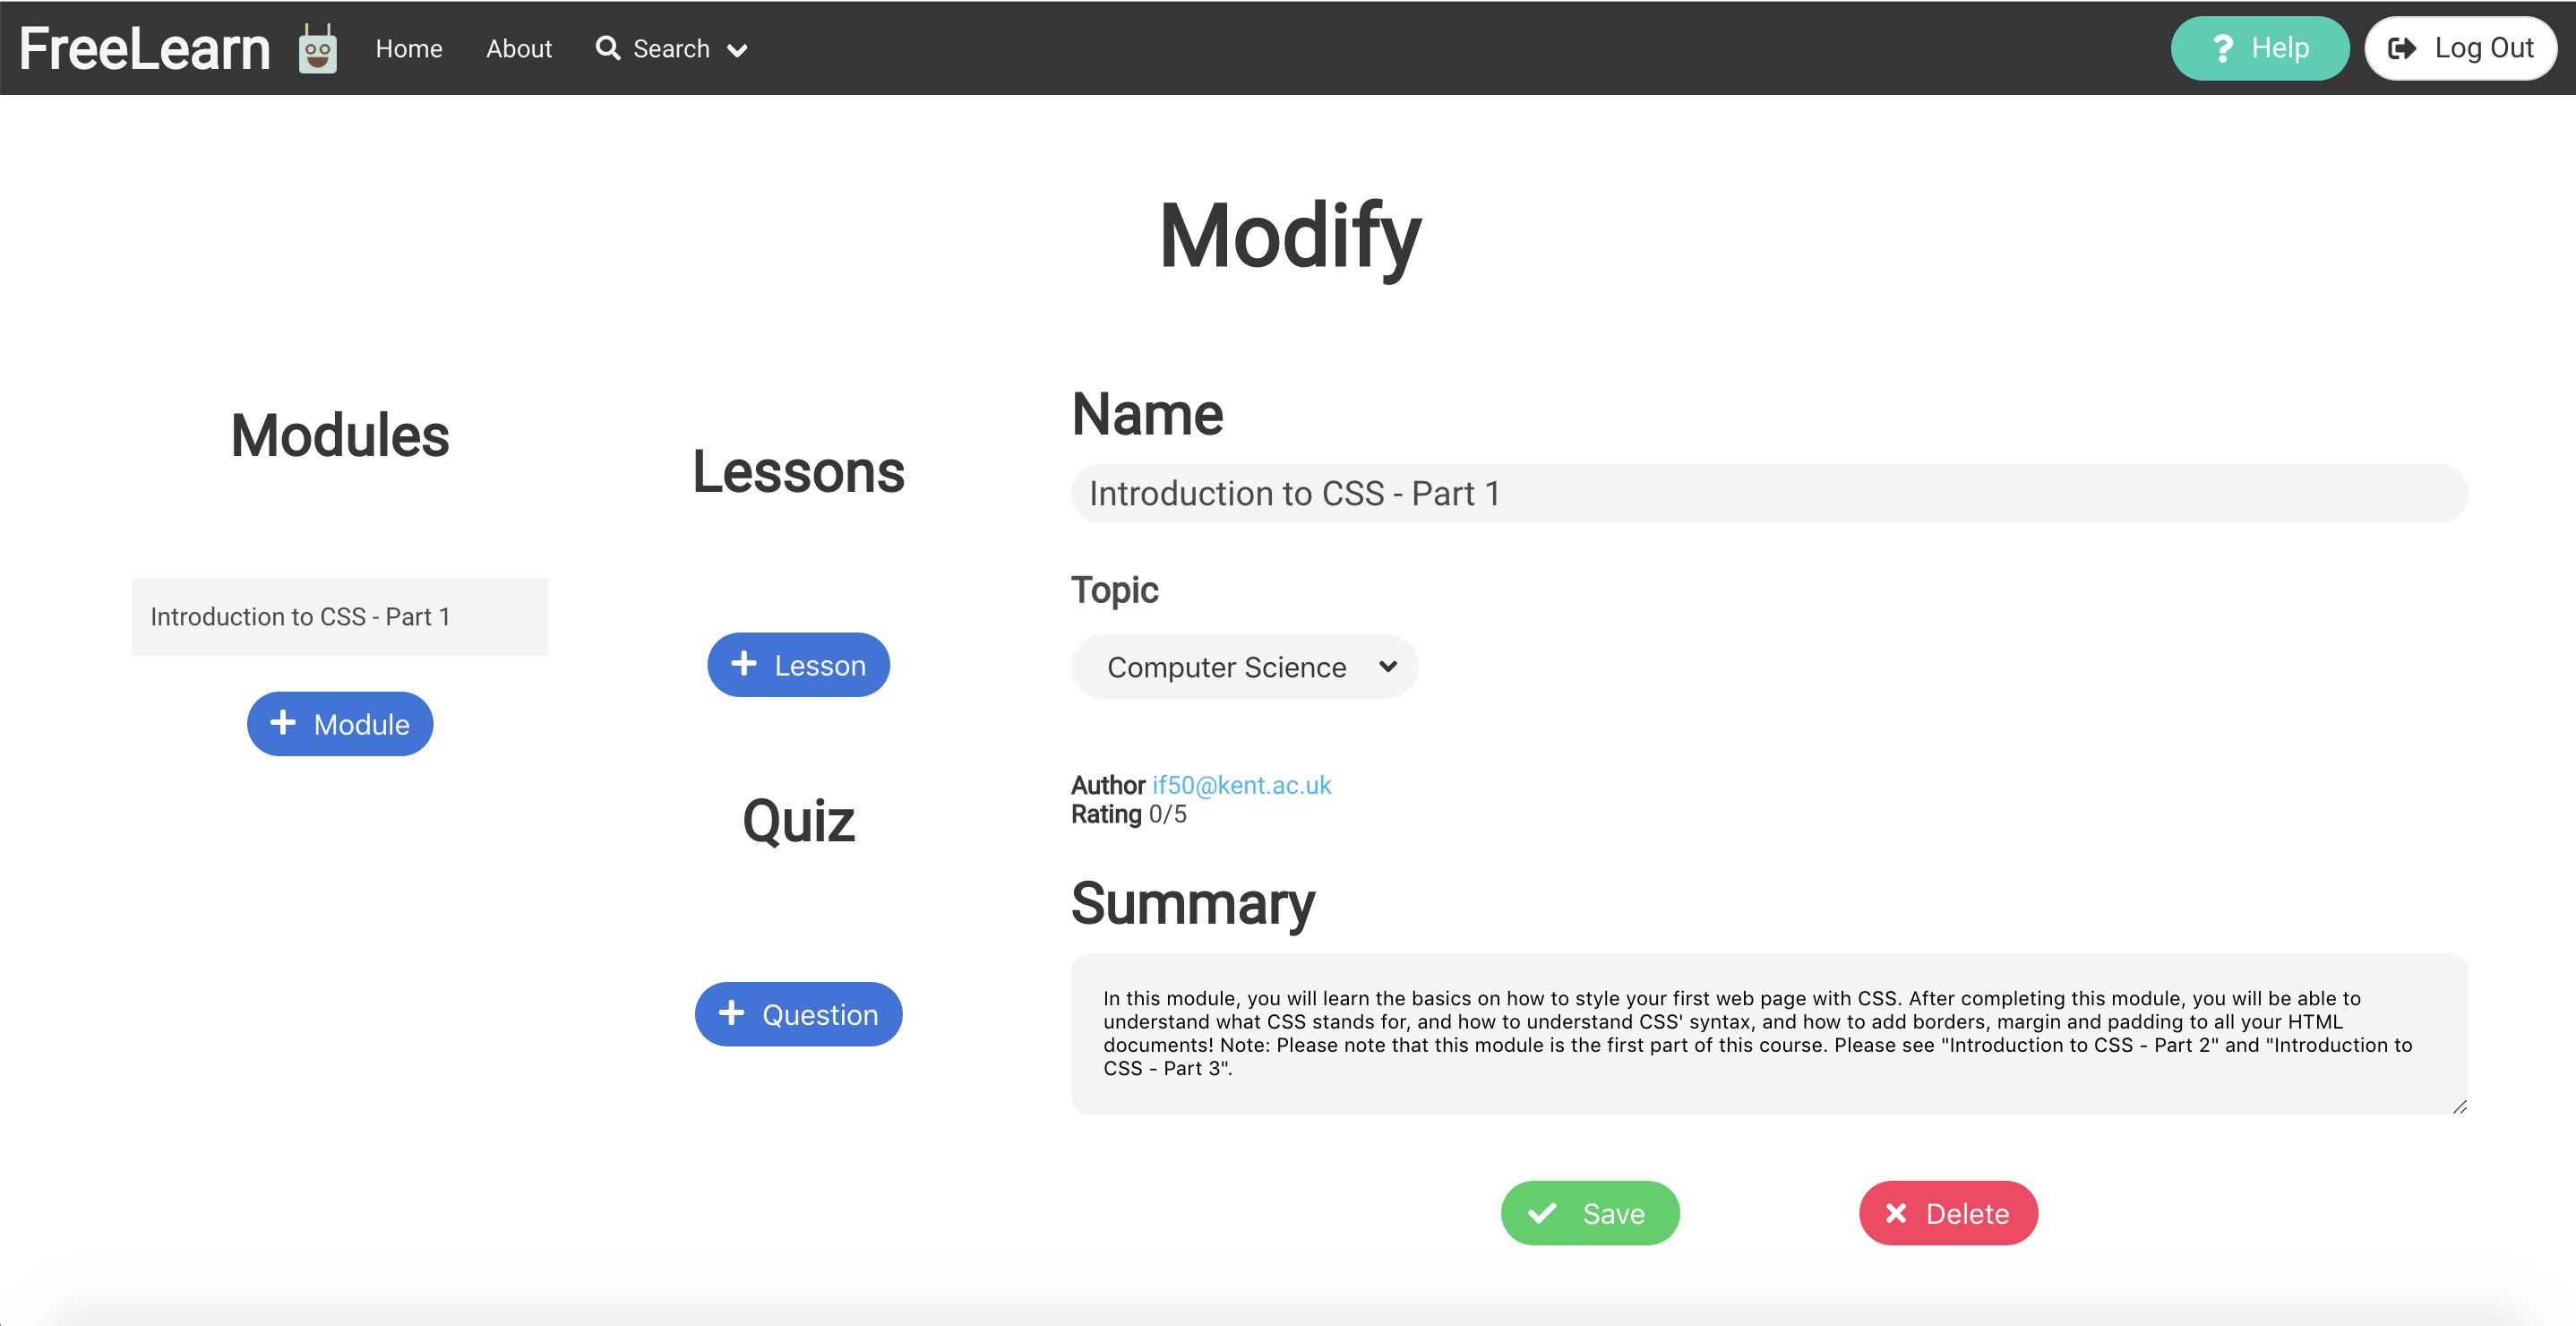 FreeLearn Home About Search Help Log Out
Modify
Modules
Introduction to CSS - Part 1
Module
Lessons
Lesson
Quiz
Question
Name
Introduction to CSS - Part 1
Topic
Computer Science
Author if50@kent.ac.uk
Rating 0/5
Summary
In this module, you will learn the basics on how to style your first web page with CSS. After completing this module, you will be able to
understand what CSS stands for, and how to understand CSS' syntax, and how to add borders, margin and padding to all your HTML
documents! Note: Please note that this module is the first part of this course. Please see "Introduction to CSS - Part 2" and "Introduction to
CSS - Part 3".
Save Delete